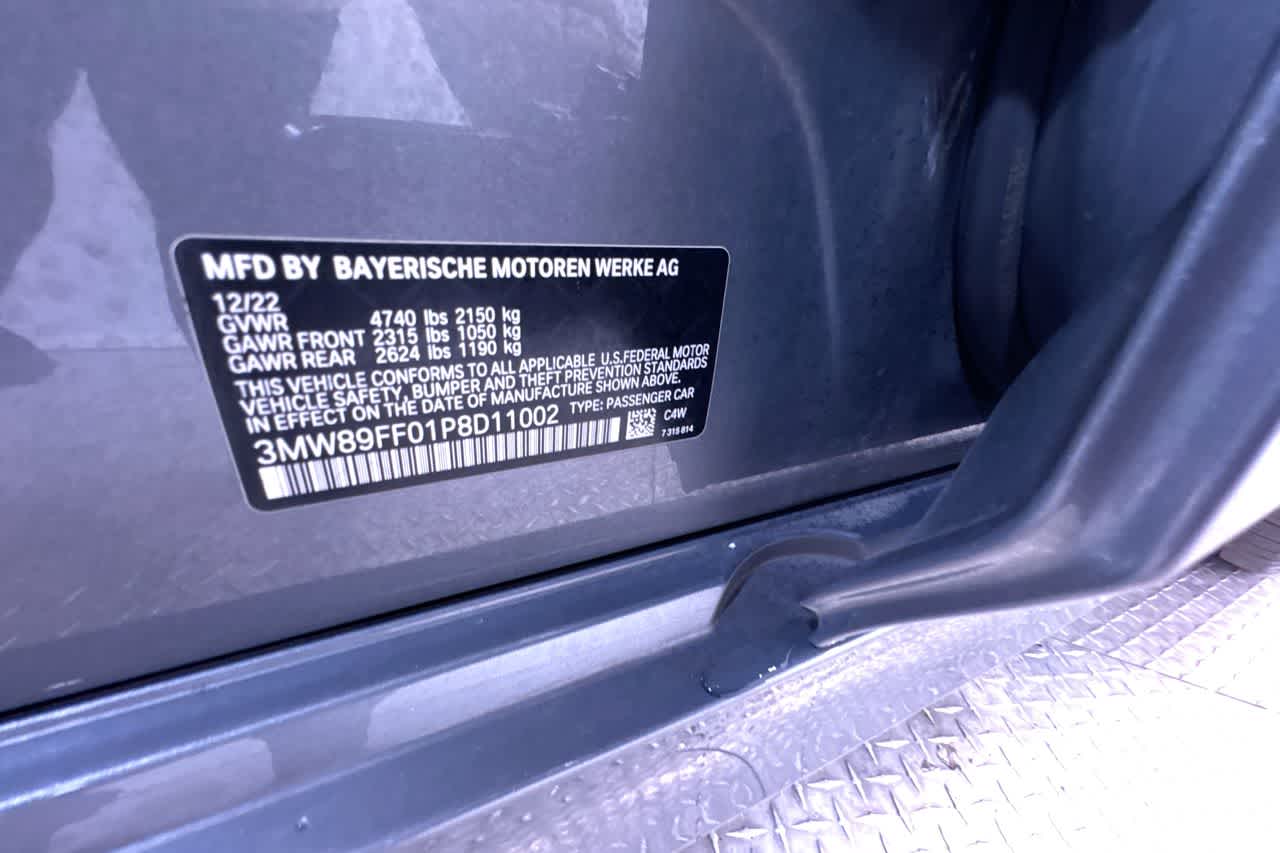 MFD BY BAYERISCHE MOTOREN WERKE AG
12/22
GVWR 4740 lbs 2150 kg
GAWR FRONT 2315 lbs 1050 kg
GAWR REAR 2624 lbs 1190 kg
THIS VEHICLE CONFORMS TO ALL APPLICABLE U.S.FEDERAL MOTOR
VEHICLE SAFETY, BUMPER AND THEFT PREVENTION STANDARDS
IN EFFECT ON THE DATE OF MANUFACTURE SHOWN ABOVE.
3MW89FF01P8D11002 TYPE: PASSENGER CAR
C4W
7 315 814